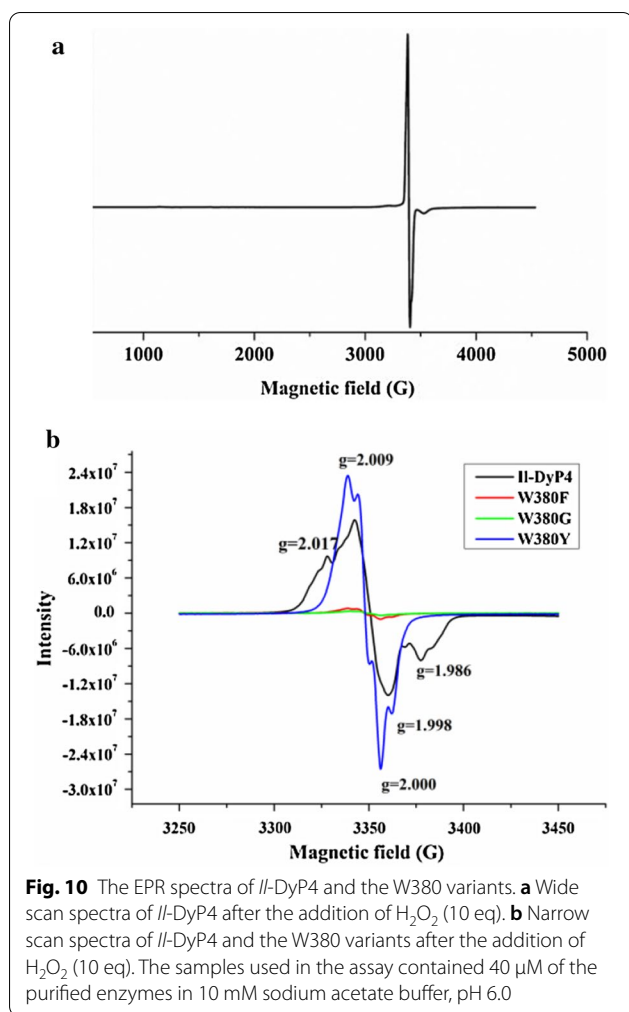 a
1000 2000 3000 4000 5000
Magnetic field (G)
b
2.4x10⁷
1.8x10⁷
1.2x10⁷
6.0x10⁶
0.0
-6.0x10⁶
-1.2x10⁷
-1.8x10⁷
-2.4x10⁷
-3.0x10⁷
Intensity
g=2.009
g=2.017
g=1.986
g=1.998
g=2.000
Il-DyP4
W380F
W380G
W380Y
3250 3300 3350 3400 3450
Magnetic field (G)
Fig. 10 The EPR spectra of Il-DyP4 and the W380 variants. a Wide
scan spectra of Il-DyP4 after the addition of H₂O₂ (10 eq). b Narrow
scan spectra of Il-DyP4 and the W380 variants after the addition of
H₂O₂ (10 eq). The samples used in the assay contained 40 µM of the
purified enzymes in 10 mM sodium acetate buffer, pH 6.0